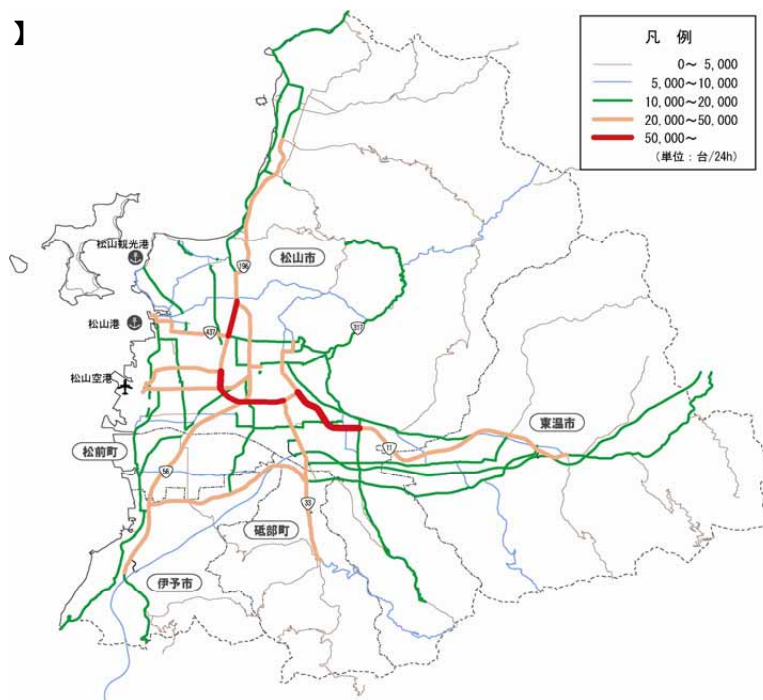 】
凡 例
0～ 5,000
5,000～10,000
10,000～20,000
20,000～50,000
50,000～
(単位：台/24h)
松山観光港
松山市
196
松山港
437
317
松山空港
東温市
松前町
11
56
33
砥部町
伊予市